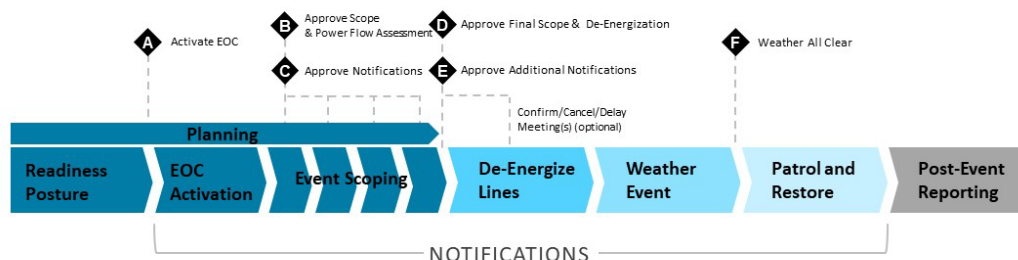 A Activate EOC
B Approve Scope
& Power Flow Assessment
C Approve Notifications
D Approve Final Scope & De-Energization
E Approve Additional Notifications
Confirm/Cancel/Delay
Meeting(s) (optional)
F Weather All Clear
Planning
Readiness
Posture
EOC
Activation
Event Scoping
De-Energize
Lines
Weather
Event
Patrol and
Restore
Post-Event
Reporting
NOTIFICATIONS